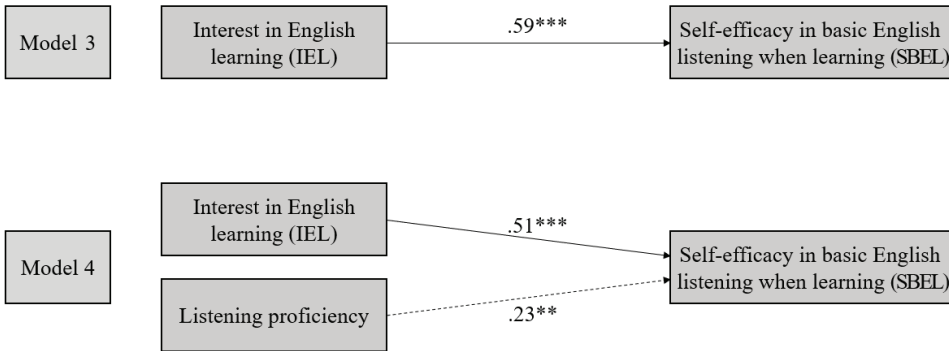 Model 3
Interest in English
learning (IEL)
.59***
Self-efficacy in basic English
listening when learning (SBEL)
Model 4
Interest in English
learning (IEL)
.51***
Listening proficiency
.23**
Self-efficacy in basic English
listening when learning (SBEL)